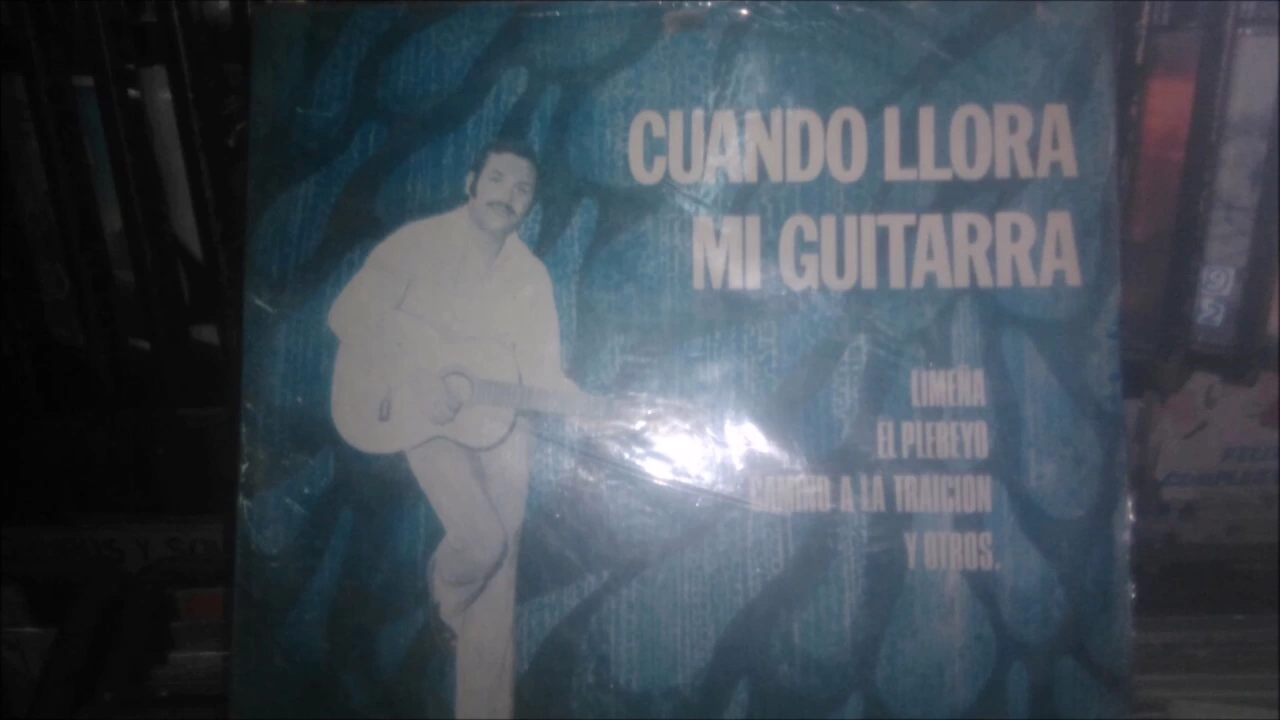 CUANDO LLORA
MI GUITARRA
LIMEÑA
EL PLEBEYO
CAMINO A LA TRAICION
Y OTROS.